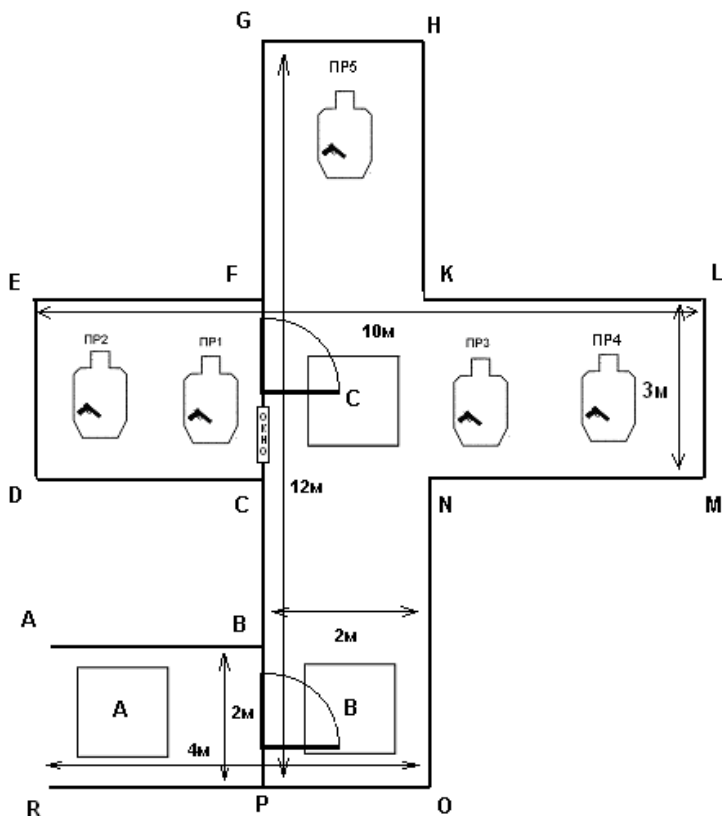 G H
ПР5
E F K L
ПР2 ПР1 10м ПР3 ПР4
C 3м
ОКНО
D C 12м N M
A B
2м
A 2м B
4м
R P O